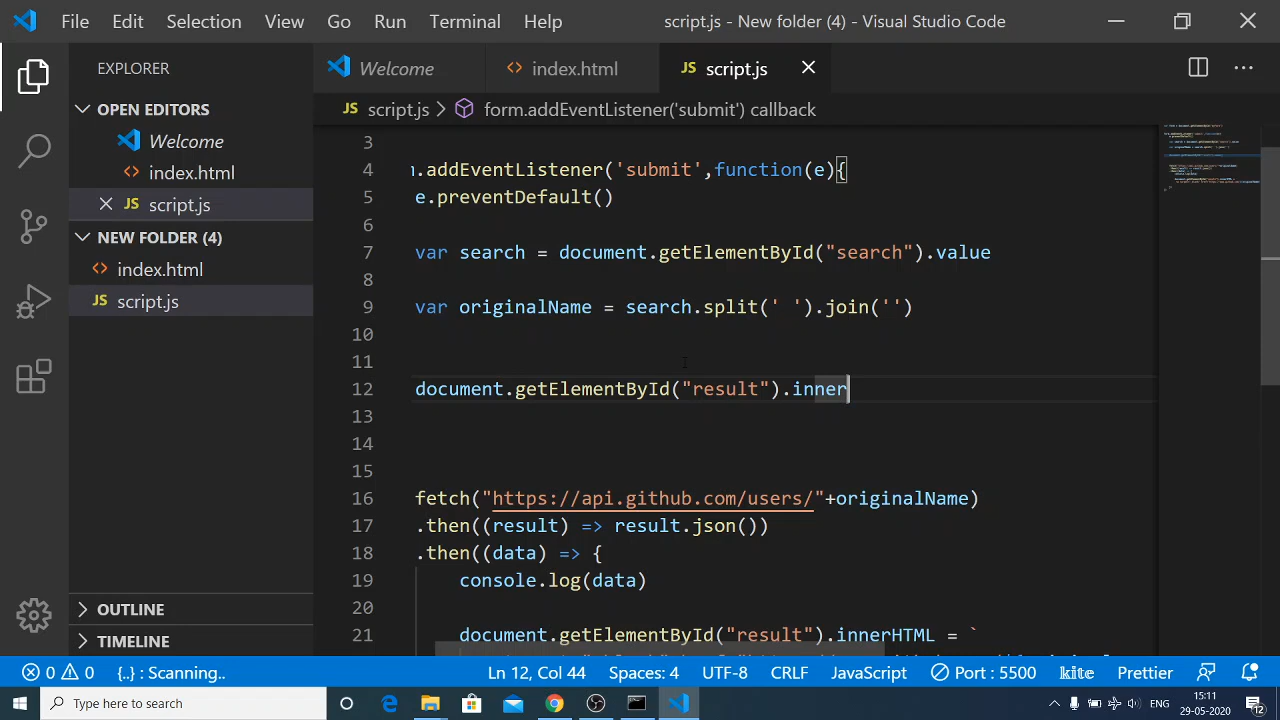 File Edit Selection View Go Run Terminal Help script.js - New folder (4) - Visual Studio Code
EXPLORER
Welcome index.html JS script.js
OPEN EDITORS
JS script.js > form.addEventListener('submit') callback
Welcome
index.html
JS script.js
NEW FOLDER (4)
index.html
JS script.js
OUTLINE
TIMELINE
3
4 .addEventListener('submit',function(e){
5 e.preventDefault()
6
7 var search = document.getElementById("search").value
8
9 var originalName = search.split(' ').join('')
10
11
12 document.getElementById("result").inner
13
14
15
16 fetch("https://api.github.com/users/"+originalName)
17 .then((result) => result.json())
18 .then((data) => {
19 console.log(data)
20
21 document.getElementById("result").innerHTML = `
0 0 {..}: Scanning.. Ln 12, Col 44 Spaces: 4 UTF-8 CRLF JavaScript Port : 5500 kite Prettier
Type here to search
ENG 15:11
29-05-2020
2